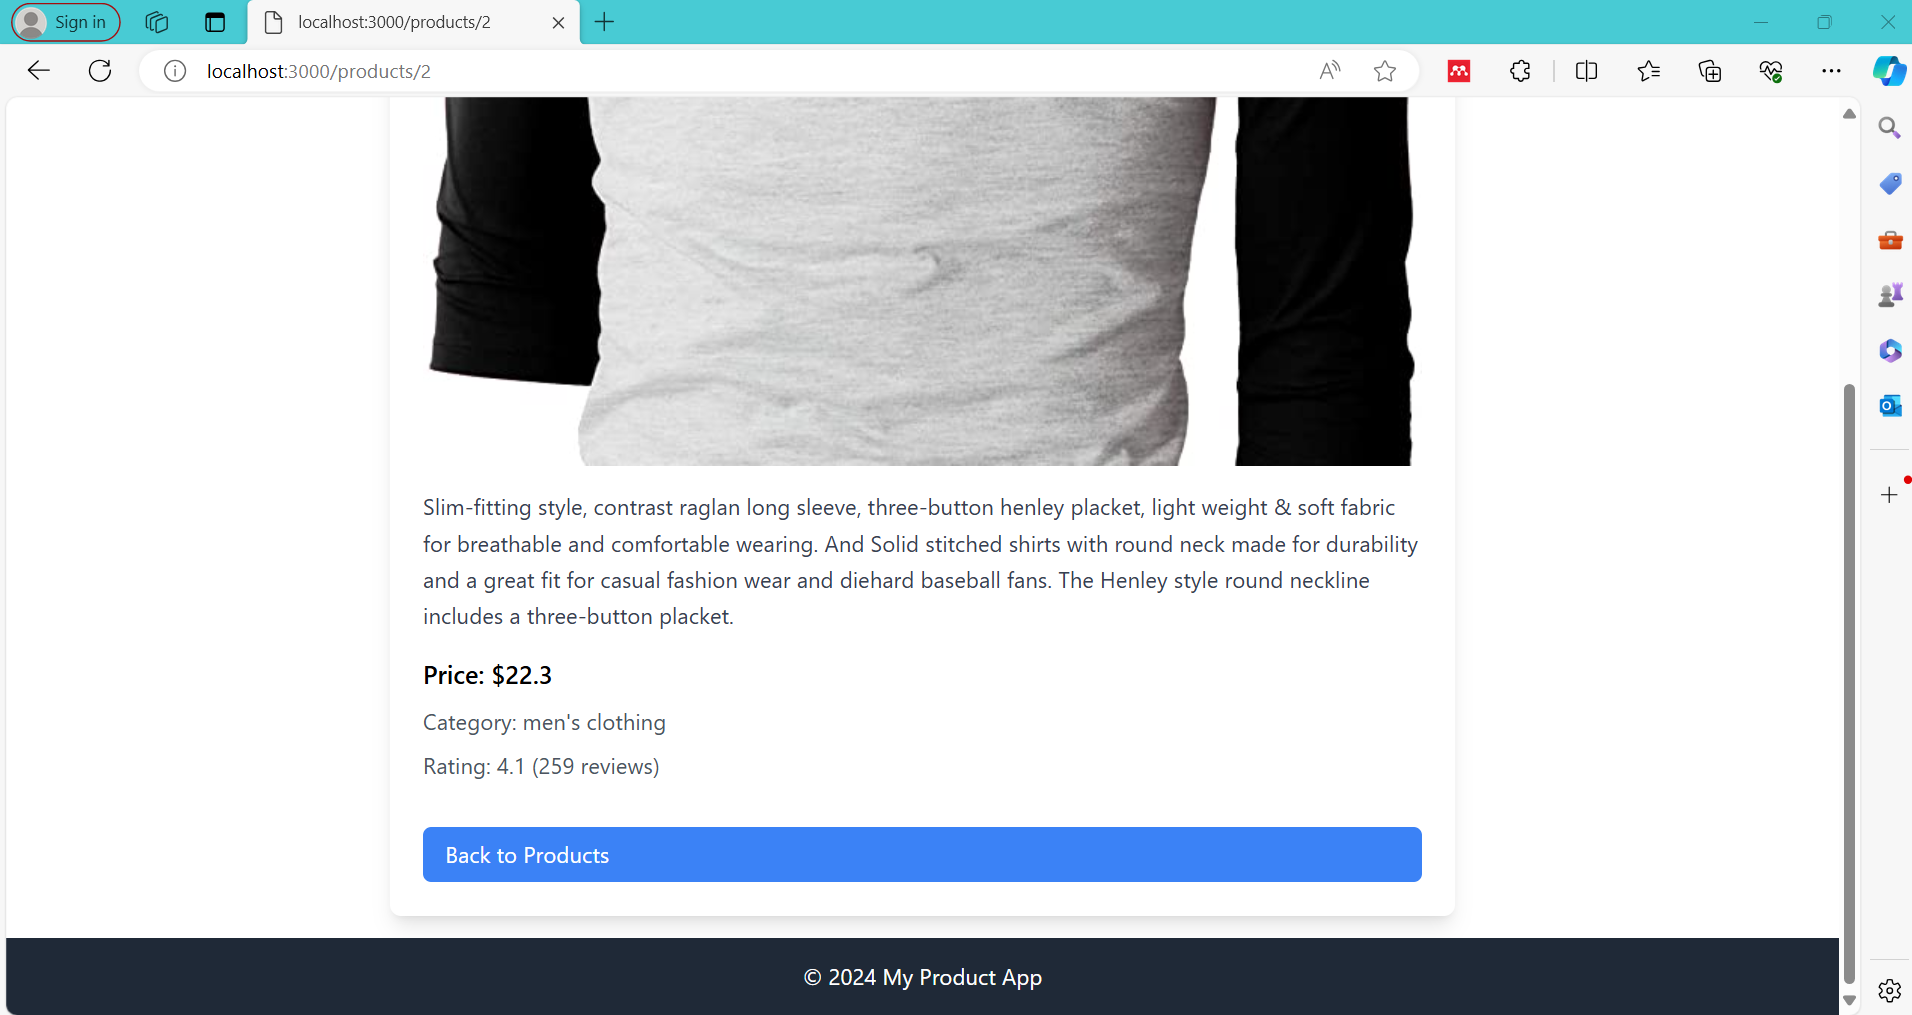 Sign in
localhost:3000/products/2
localhost:3000/products/2
Slim-fitting style, contrast raglan long sleeve, three-button henley placket, light weight & soft fabric
for breathable and comfortable wearing. And Solid stitched shirts with round neck made for durability
and a great fit for casual fashion wear and diehard baseball fans. The Henley style round neckline
includes a three-button placket.
Price: $22.3
Category: men's clothing
Rating: 4.1 (259 reviews)
Back to Products
© 2024 My Product App